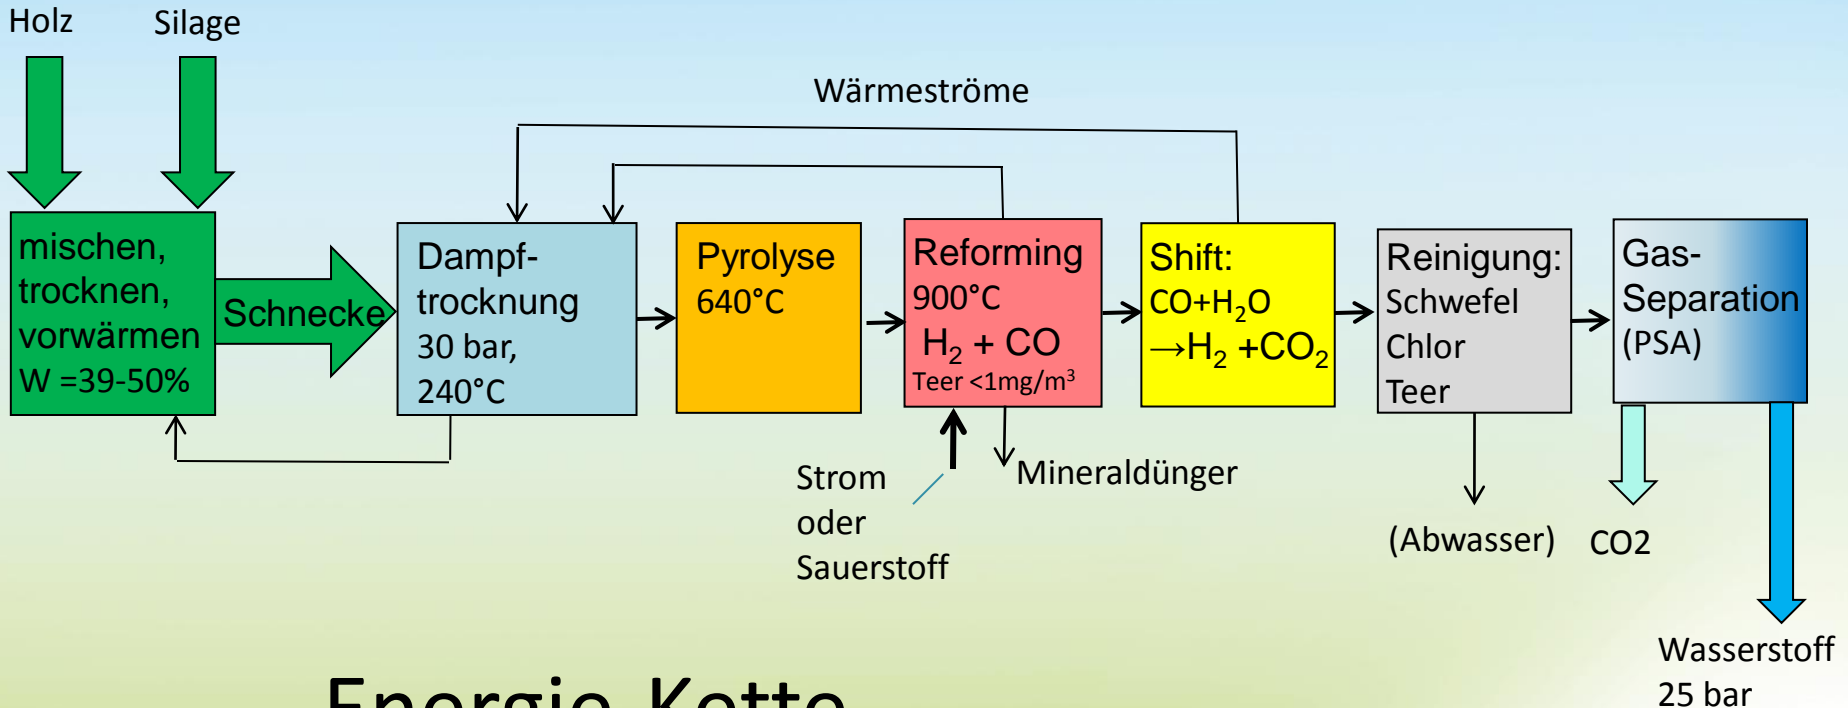 Holz
Silage
Wärmeströme
mischen,
trocknen,
vorwärmen
W =39-50%
Schnecke
Dampf-
trocknung
30 bar,
240°C
Pyrolyse
640°C
Reforming
900°C
H₂ + CO
Teer <1mg/m³
Shift:
CO+H₂O
→H₂ +CO₂
Reinigung:
Schwefel
Chlor
Teer
Gas-
Separation
(PSA)
Strom
oder
Sauerstoff
Mineraldünger
(Abwasser)
CO2
Wasserstoff
25 bar
Energie-Kette